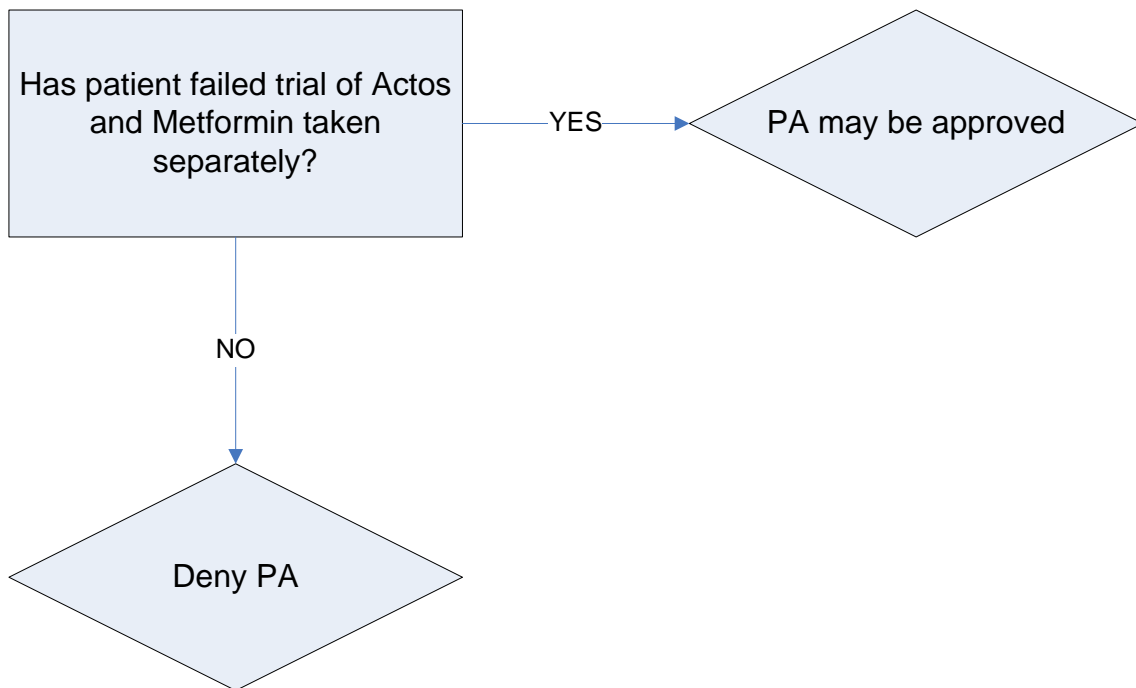 Has patient failed trial of Actos
and Metformin taken
separately?
YES
PA may be approved
NO
Deny PA